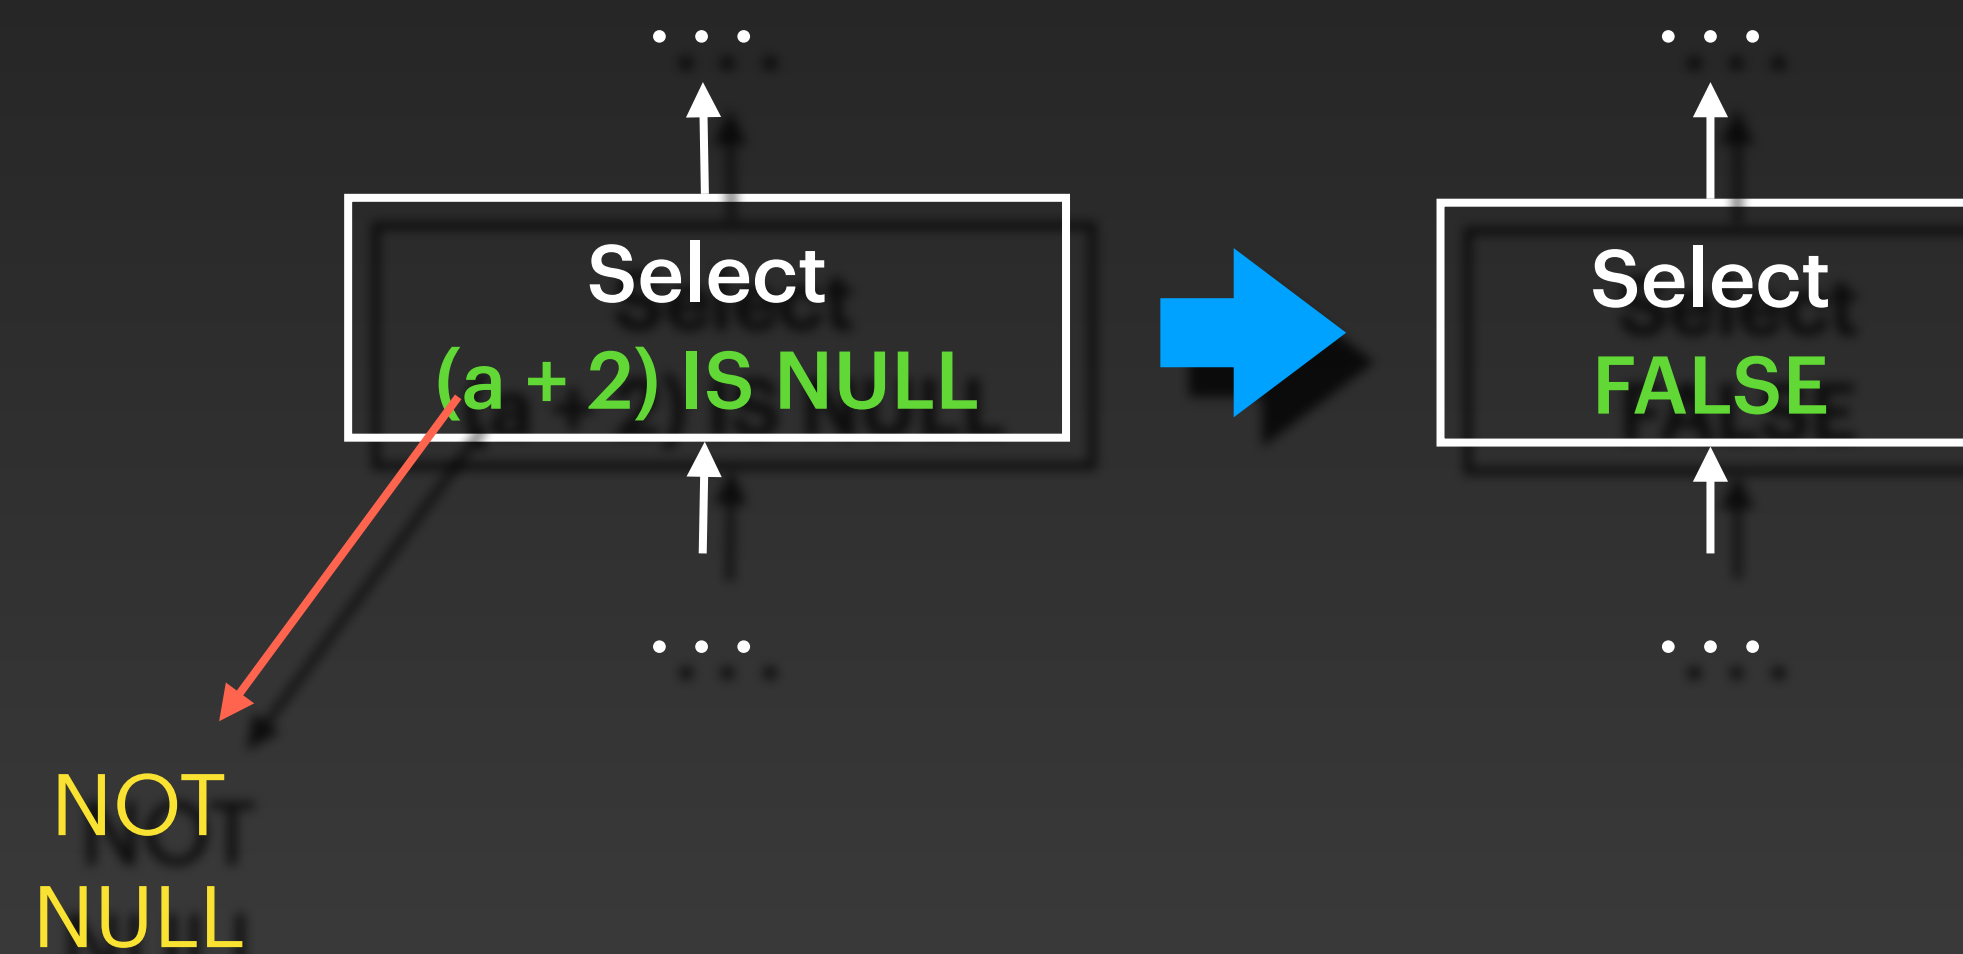 ...
...
Select
(a + 2) IS NULL
Select
FALSE
...
...
NOT
NULL